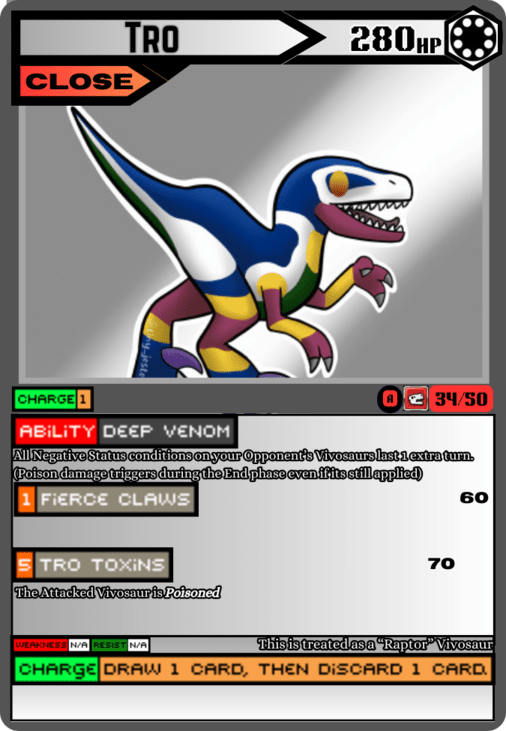 TRO
280HP
CLOSE
CHARGE 1
A 34/50
ABILITY DEEP VENOM
All Negative Status conditions on your Opponent's Vivosaurs last 1 extra turn.
(Poison damage triggers during the End phase even if its still applied)
1 FIERCE CLAWS 60
5 TRO TOXINS 70
The Attacked Vivosaur is Poisoned
WEAKNESS N/A RESIST N/A This is treated as a "Raptor" Vivosaur
CHARGE DRAW 1 CARD, THEN DISCARD 1 CARD.